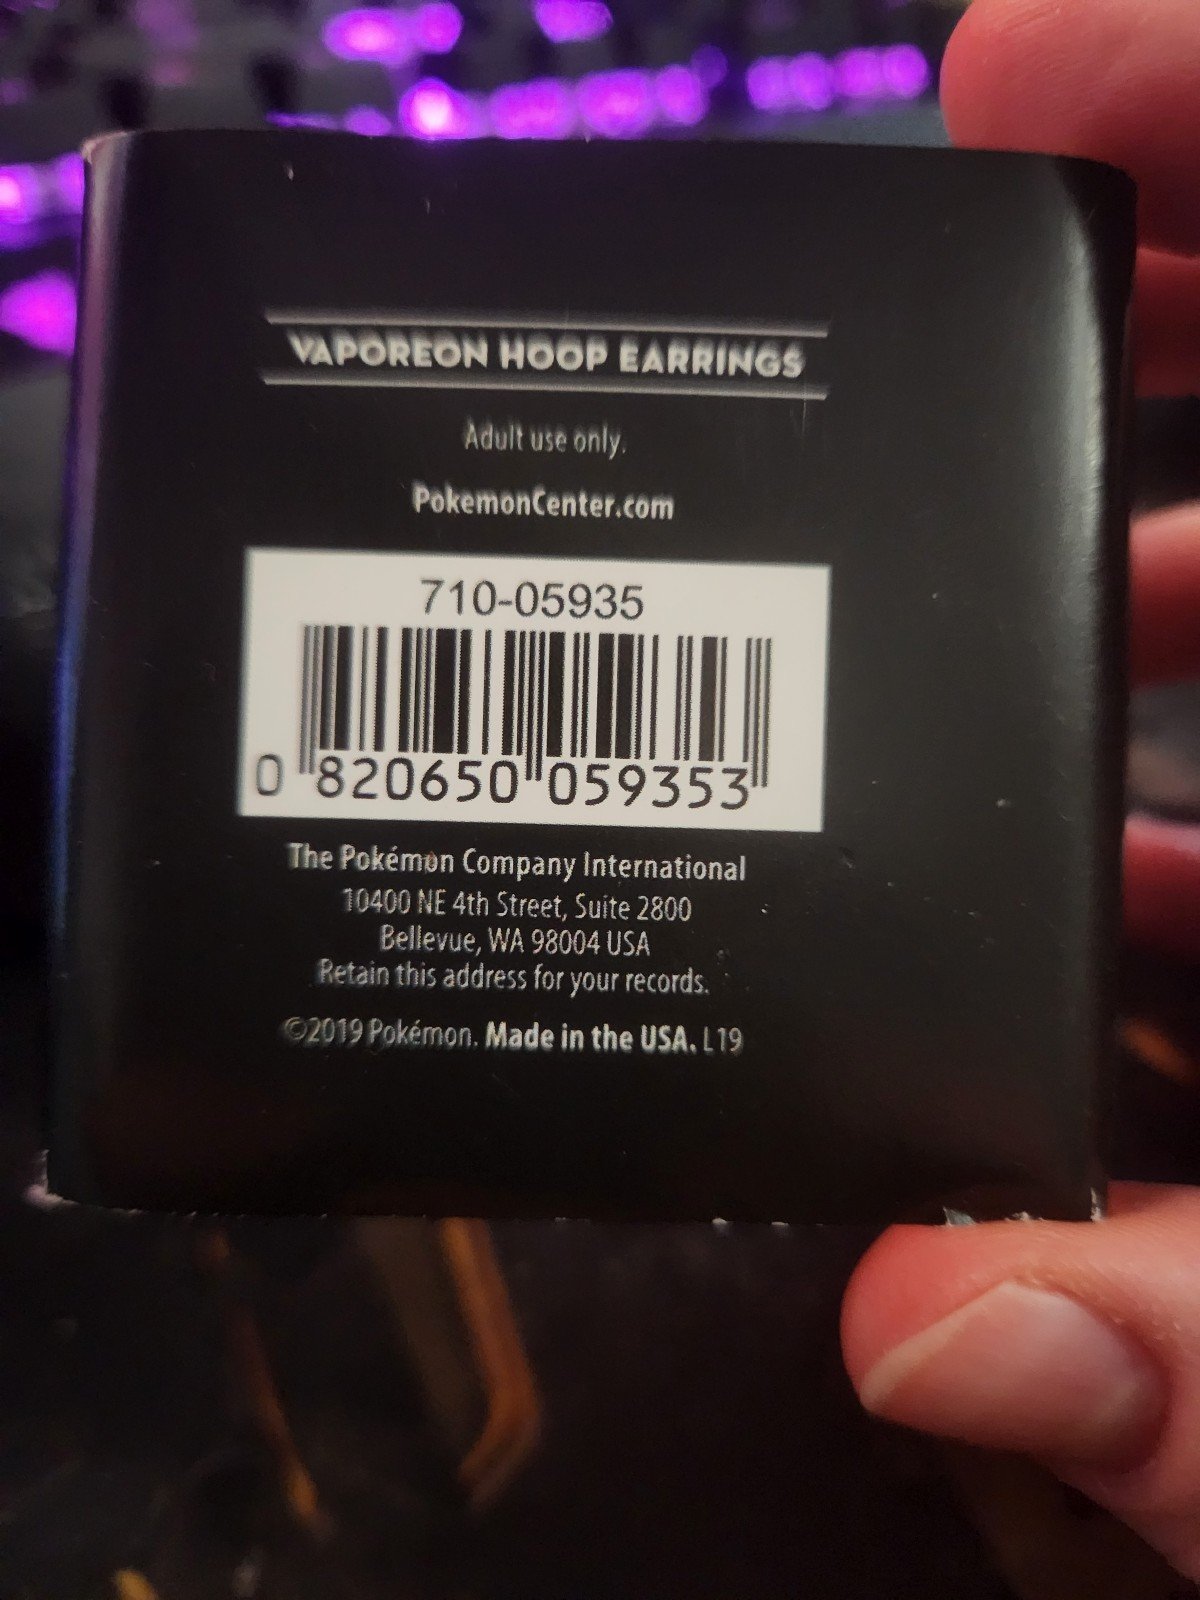 VAPOREON HOOP EARRINGS
Adult use only.
PokemonCenter.com
710-05935
0 820650 059353
The Pokémon Company International
10400 NE 4th Street, Suite 2800
Bellevue, WA 98004 USA
Retain this address for your records.
©2019 Pokémon. Made in the USA. L19